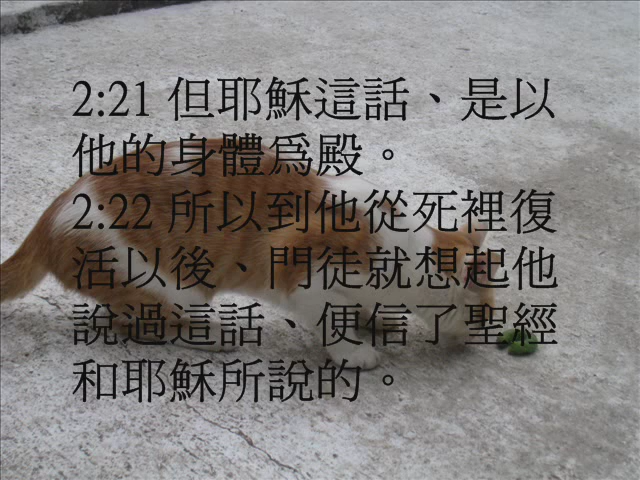 2:21 但耶穌這話、是以
他的身體爲殿。
2:22 所以到他從死裡復
活以後、門徒就想起他
說過這話、便信了聖經
和耶穌所說的。